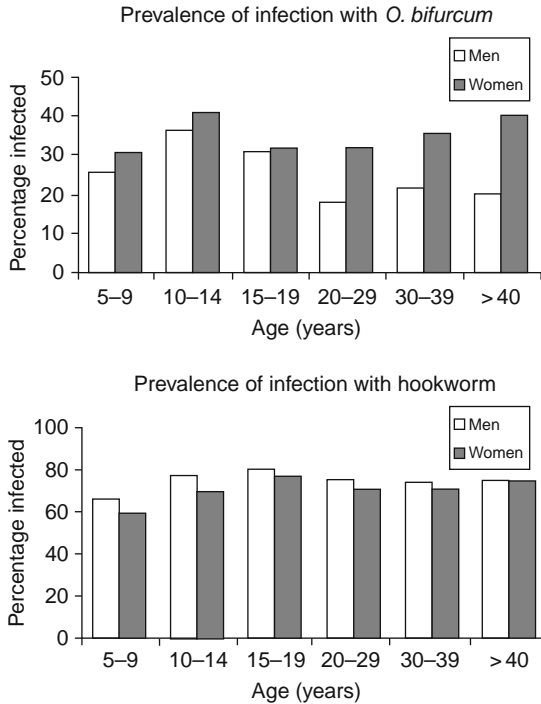 Prevalence of infection with O. bifurcum
Men
Women
Percentage infected
50
40
30
20
10
0
5–9 10–14 15–19 20–29 30–39 >40
Age (years)
Prevalence of infection with hookworm
Men
Women
Percentage infected
100
80
60
40
20
0
5–9 10–14 15–19 20–29 30–39 >40
Age (years)